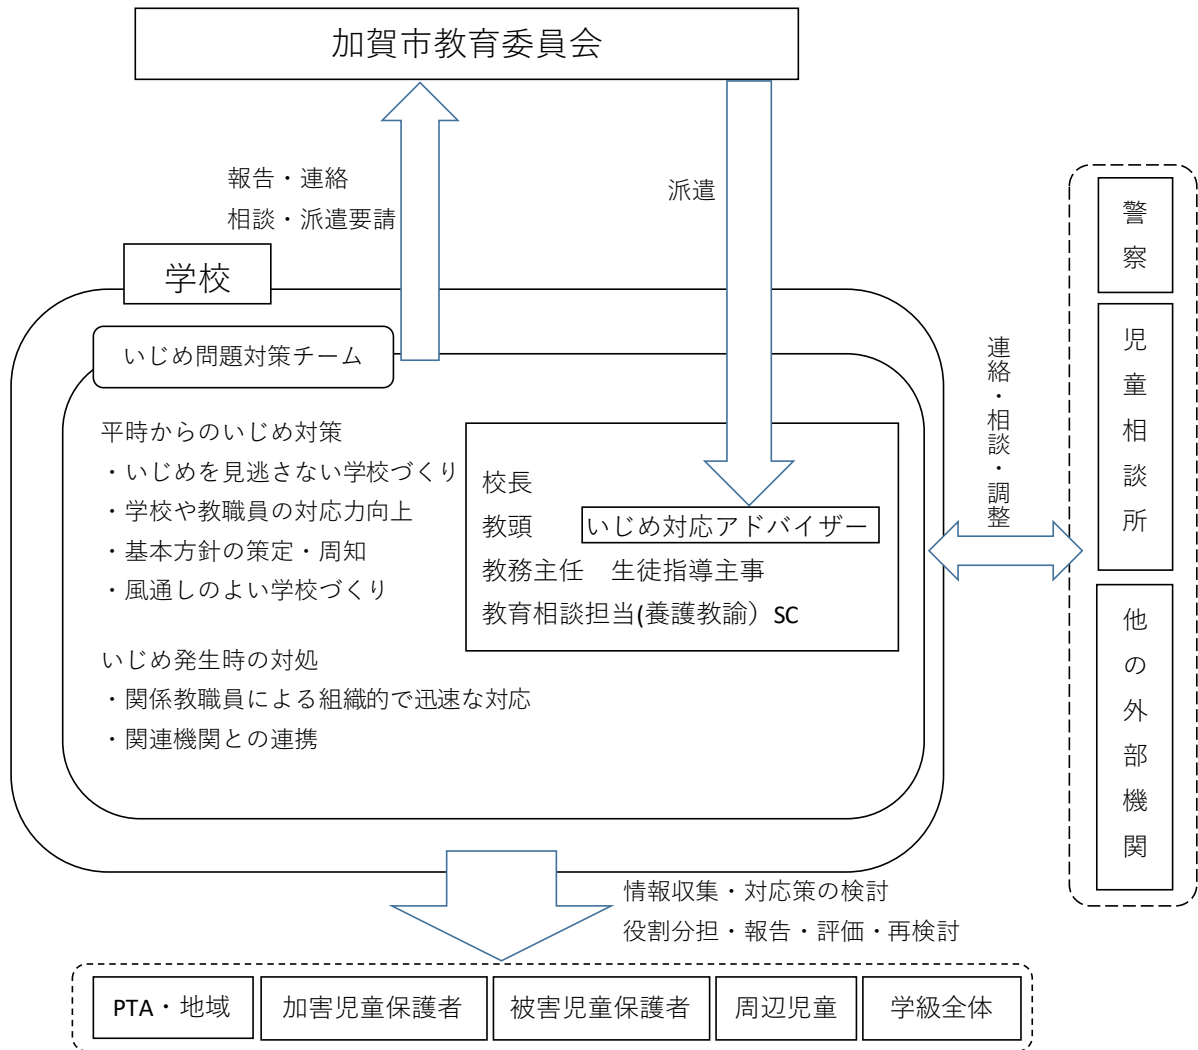 加賀市教育委員会
報告・連絡
相談・派遣要請
派遣
学校
いじめ問題対策チーム
平時からのいじめ対策
・いじめを見逃さない学校づくり
・学校や教職員の対応力向上
・基本方針の策定・周知
・風通しのよい学校づくり
いじめ発生時の対処
・関係教職員による組織的で迅速な対応
・関連機関との連携
校長
教頭 いじめ対応アドバイザー
教務主任 生徒指導主事
教育相談担当(養護教諭）SC
連絡・相談・調整
警察
児童相談所
他の外部機関
情報収集・対応策の検討
役割分担・報告・評価・再検討
PTA・地域
加害児童保護者
被害児童保護者
周辺児童
学級全体